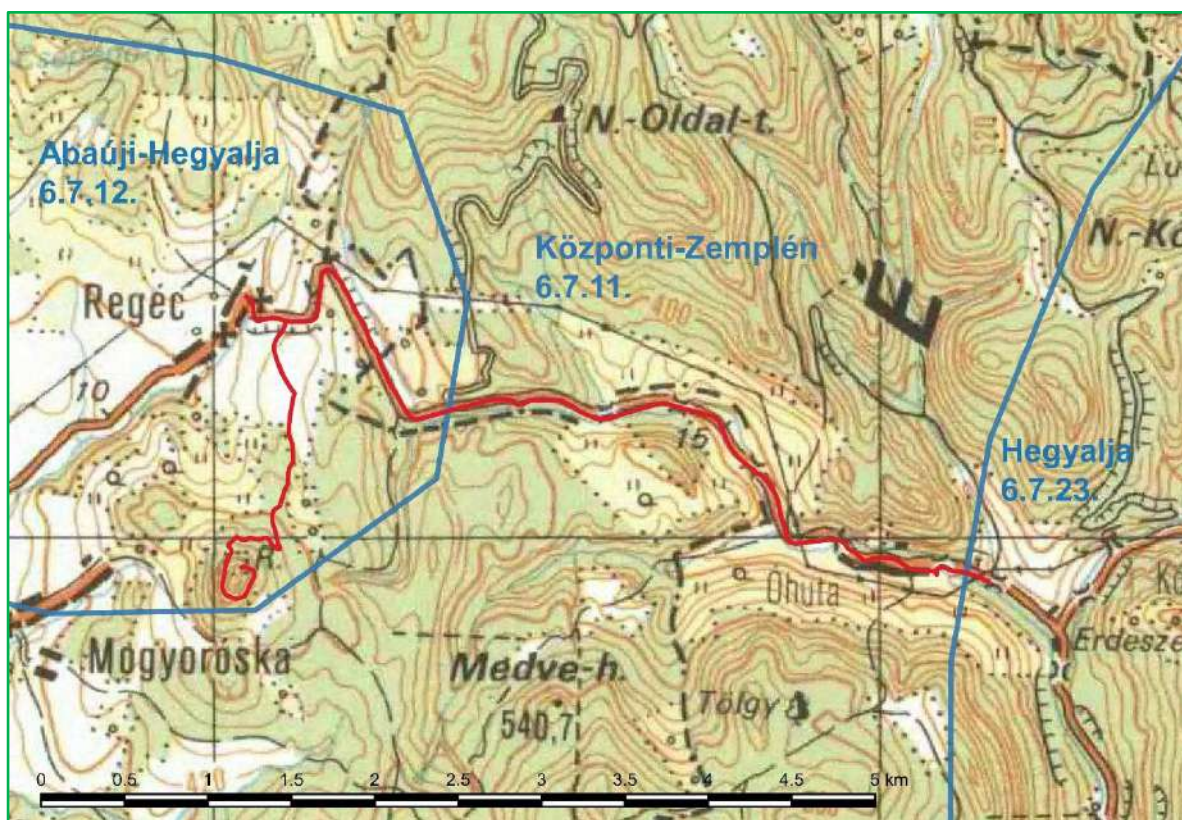 N.-Oldal-t.
Abaúji-Hegyalja
6.7.12.
Központi-Zemplén
6.7.11.
Regéc
400
É
10
15
Hegyalja
6.7.23.
Óhuta
Mogyoróska
Medve-h.
540,7
Tölgy
Erdésze
0 0.5 1 1.5 2 2.5 3 3.5 4 4.5 5 km